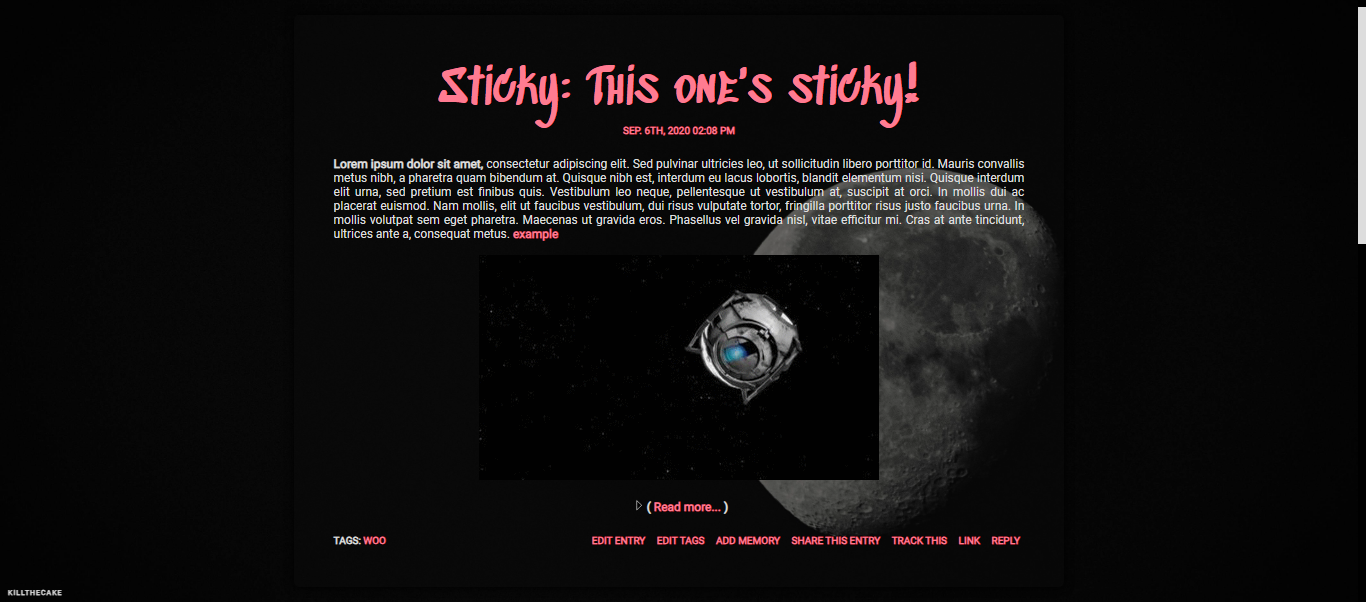 Sticky: This one's sticky!
SEP. 6TH, 2020 02:08 PM
Lorem ipsum dolor sit amet, consectetur adipiscing elit. Sed pulvinar ultricies leo, ut sollicitudin libero porttitor id. Mauris convallis
metus nibh, a pharetra quam bibendum at. Quisque nibh est, interdum eu lacus lobortis, blandit elementum nisi. Quisque interdum
elit urna, sed pretium est finibus quis. Vestibulum leo neque, pellentesque ut vestibulum at, suscipit at orci. In mollis dui ac
placerat euismod. Nam mollis, elit ut faucibus vestibulum, dui risus vulputate tortor, fringilla porttitor risus justo faucibus urna. In
mollis volutpat sem eget pharetra. Maecenas ut gravida eros. Phasellus vel gravida nisl, vitae efficitur mi. Cras at ante tincidunt,
ultrices ante a, consequat metus. example
( Read more... )
TAGS: WOO
EDIT ENTRY EDIT TAGS ADD MEMORY SHARE THIS ENTRY TRACK THIS LINK REPLY
KILLTHECAKE